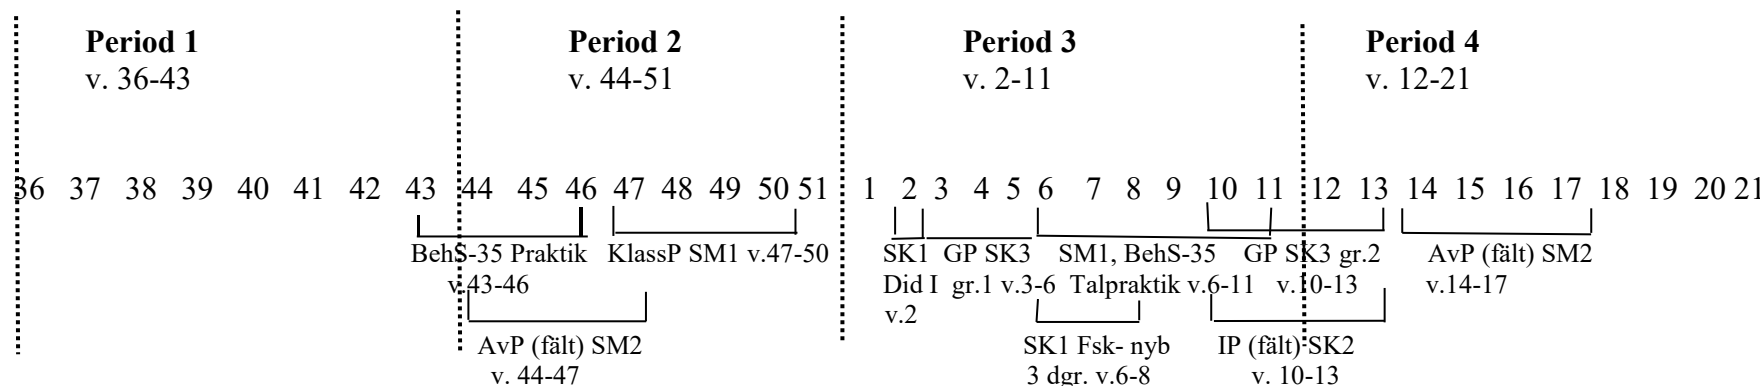 Period 1 Period 2 Period 3 Period 4
v. 36-43 v. 44-51 v. 2-11 v. 12-21
36 37 38 39 40 41 42 43 44 45 46 47 48 49 50 51 1 2 3 4 5 6 7 8 9 10 11 12 13 14 15 16 17 18 19 20 21
BehS-35 Praktik KlassP SM1 v.47-50 SK1 GP SK3 SM1, BehS-35 GP SK3 gr.2 AvP (fält) SM2
v.43-46 Did I gr.1 v.3-6 Talpraktik v.6-11 v.10-13 v.14-17
v.2
AvP (fält) SM2 SK1 Fsk- nyb IP (fält) SK2
v. 44-47 3 dgr. v.6-8 v. 10-13